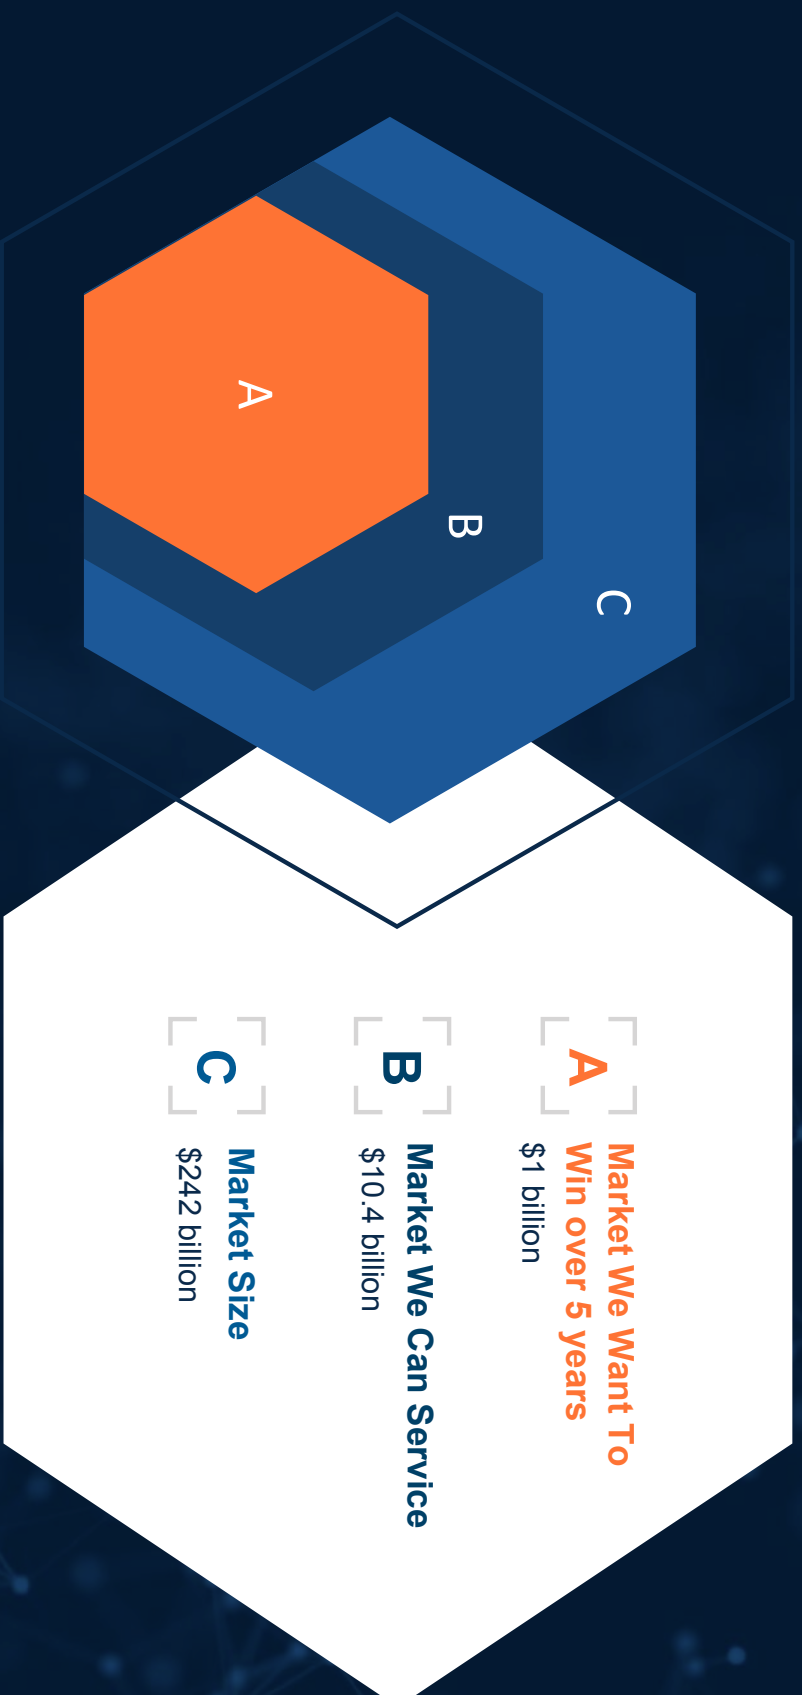 C
B
A
A
Market We Want To
Win over 5 years
$1 billion
B
Market We Can Service
$10.4 billion
C
Market Size
$242 billion